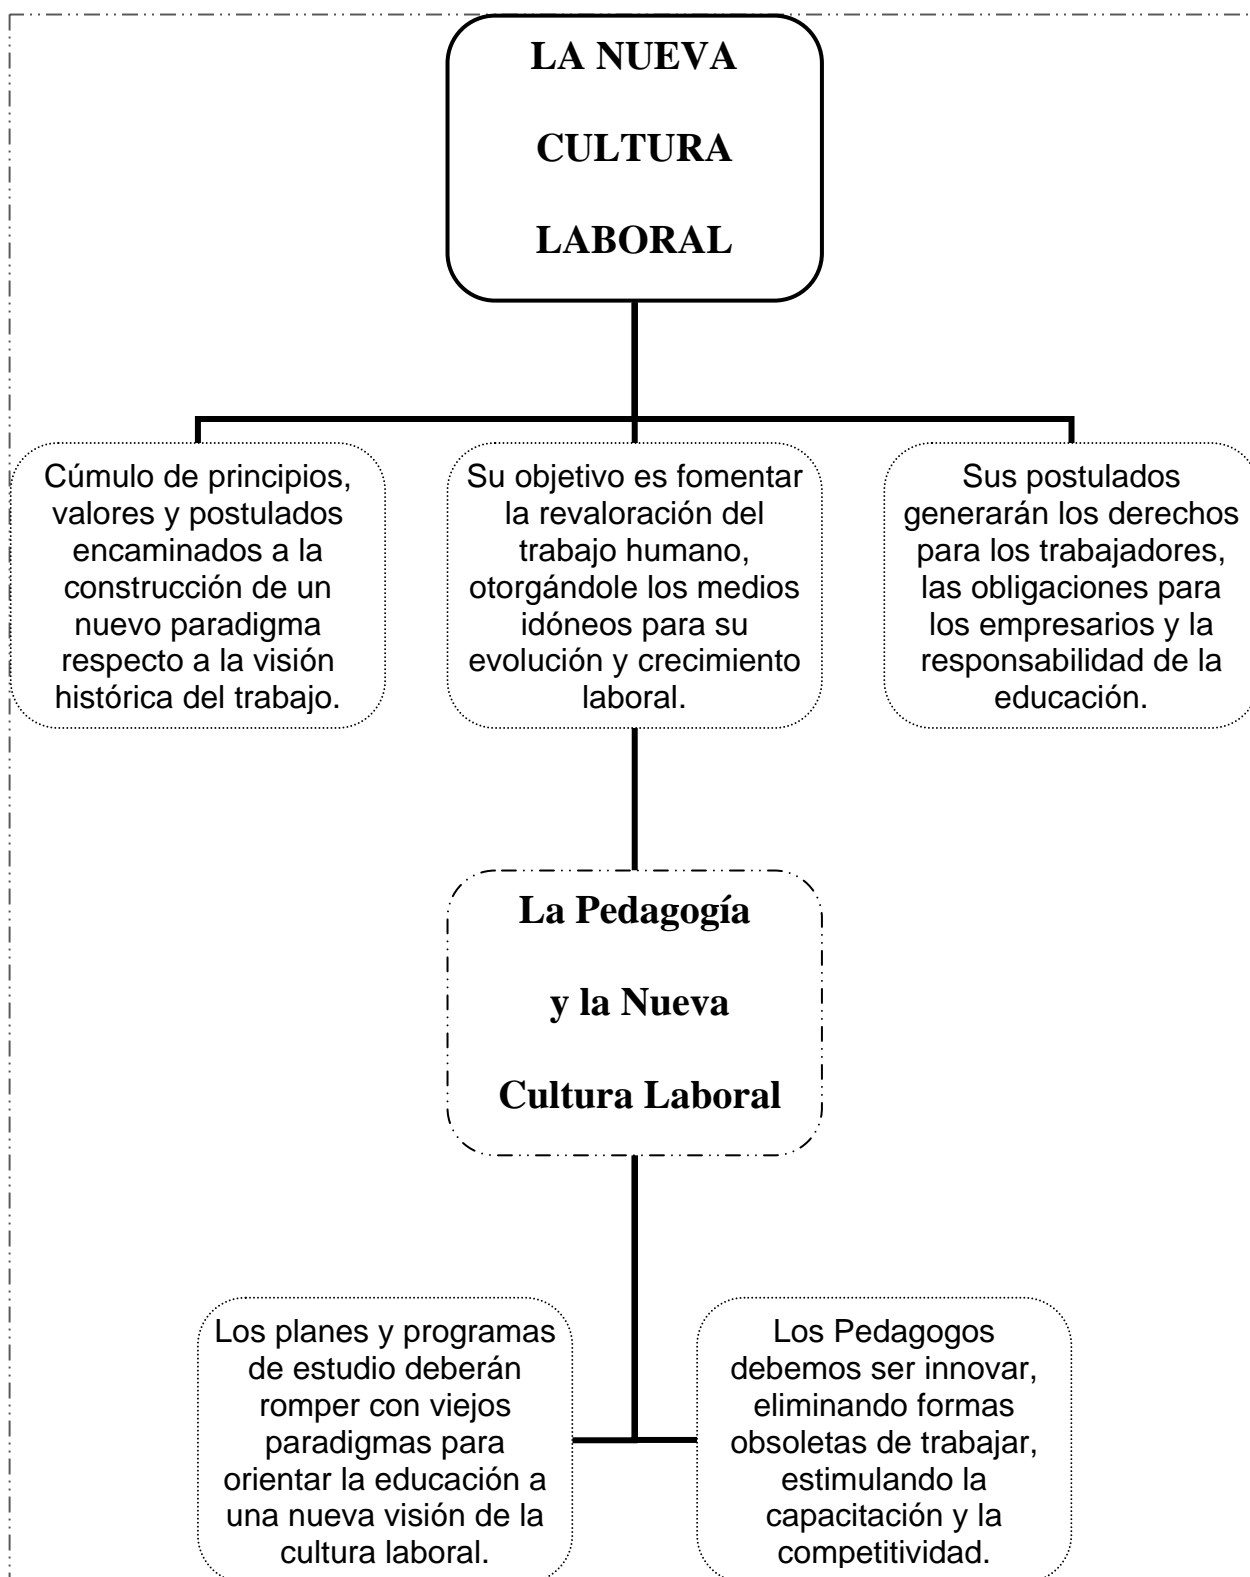 LA NUEVA
CULTURA
LABORAL
Cúmulo de principios,
valores y postulados
encaminados a la
construcción de un
nuevo paradigma
respecto a la visión
histórica del trabajo.
Su objetivo es fomentar
la revaloración del
trabajo humano,
otorgándole los medios
idóneos para su
evolución y crecimiento
laboral.
Sus postulados
generarán los derechos
para los trabajadores,
las obligaciones para
los empresarios y la
responsabilidad de la
educación.
La Pedagogía
y la Nueva
Cultura Laboral
Los planes y programas
de estudio deberán
romper con viejos
paradigmas para
orientar la educación a
una nueva visión de la
cultura laboral.
Los Pedagogos
debemos ser innovar,
eliminando formas
obsoletas de trabajar,
estimulando la
capacitación y la
competitividad.